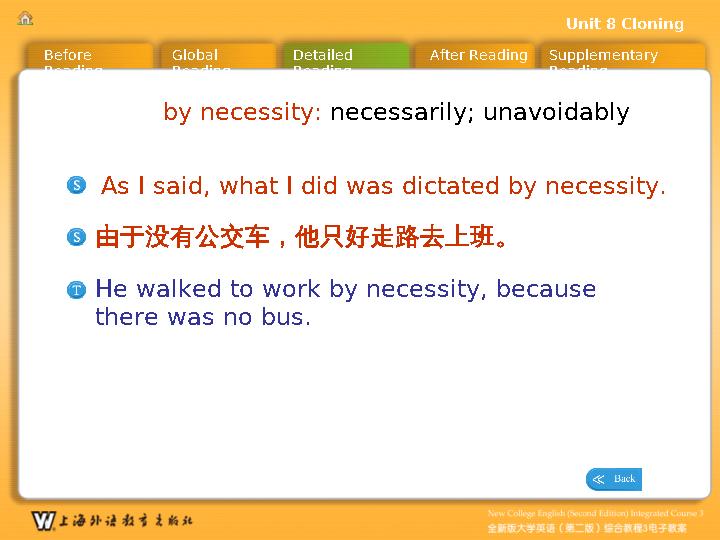 Unit 8 Cloning
Before Reading
Global Reading
Detailed Reading
After Reading
Supplementary Reading
by necessity: necessarily; unavoidably
S As I said, what I did was dictated by necessity.
S 由于没有公交车，他只好走路去上班。
T He walked to work by necessity, because
there was no bus.
≪ Back
W 上海外语教育出版社
New College English (Second Edition) Integrated Course 3
全新版大学英语（第二版）综合教程3电子教案